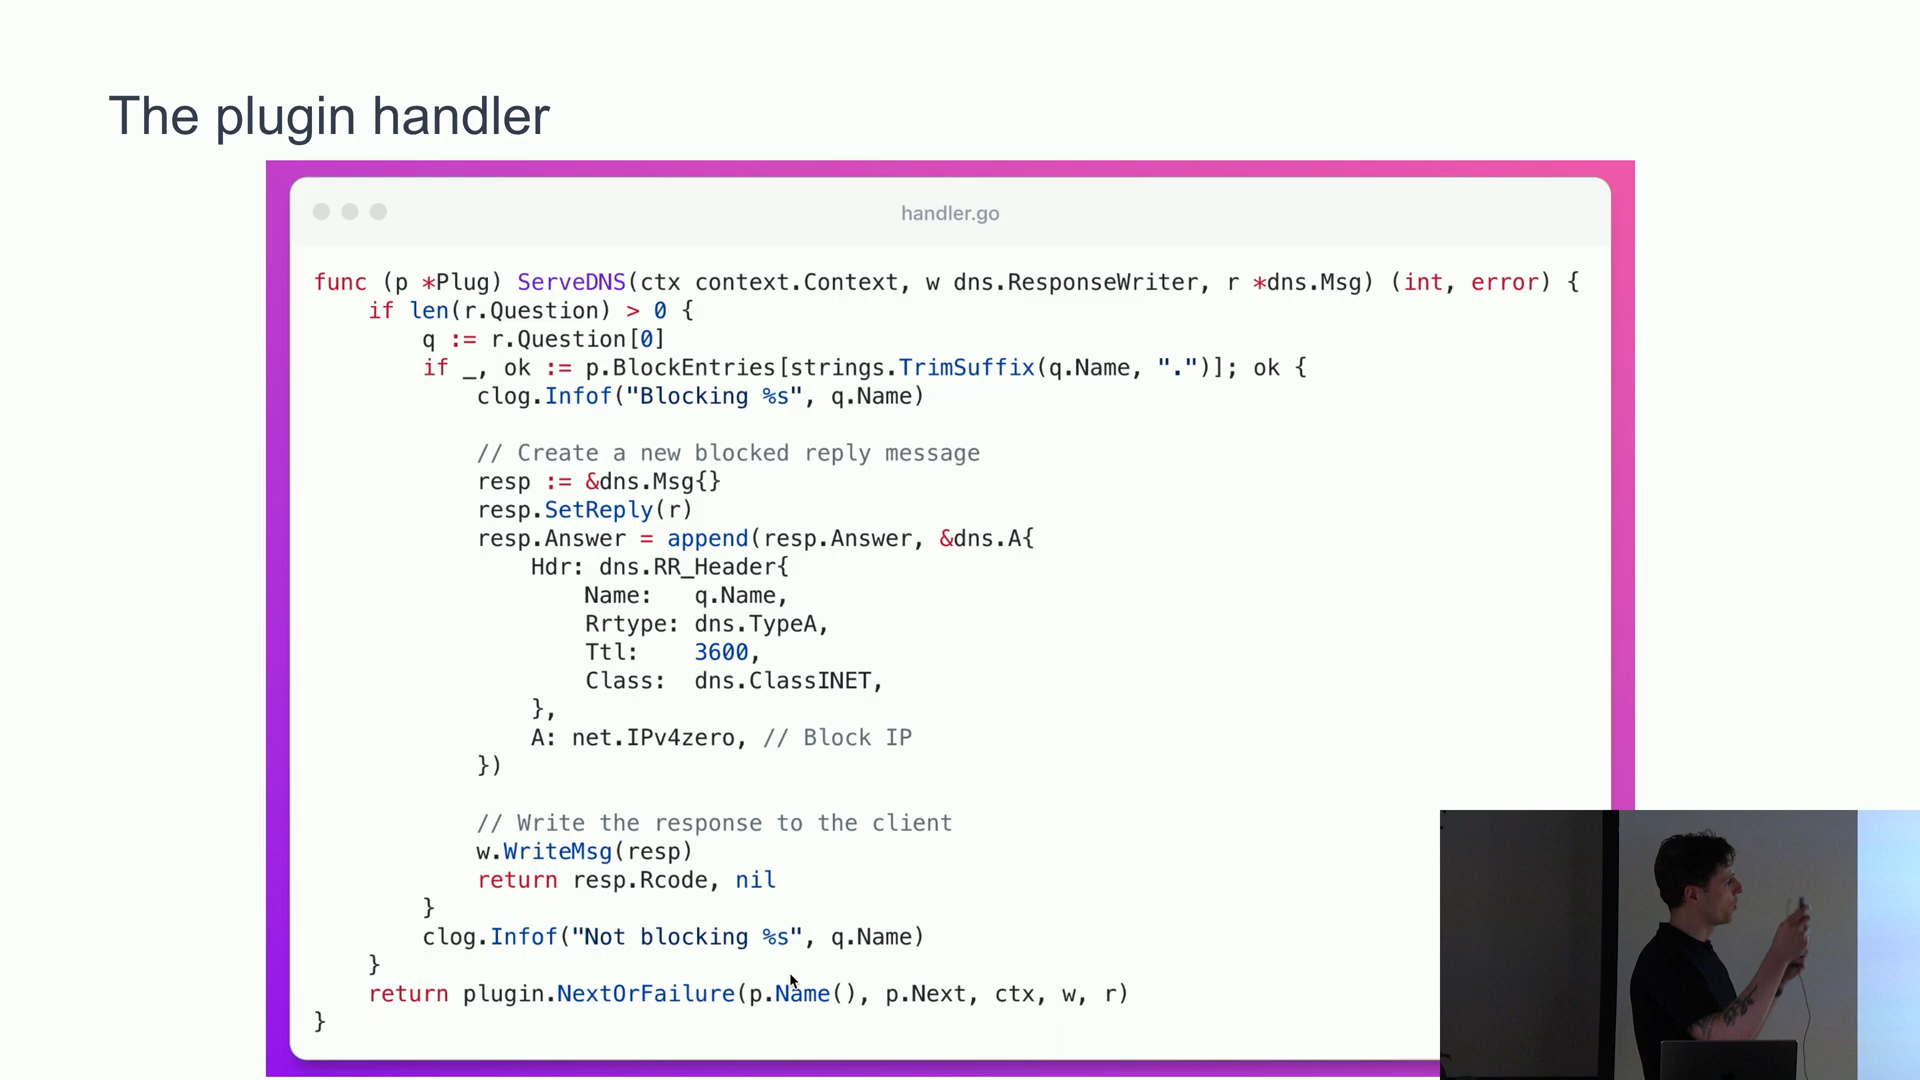 The plugin handler
handler.go
func (p *Plug) ServeDNS(ctx context.Context, w dns.ResponseWriter, r *dns.Msg) (int, error) {
    if len(r.Question) > 0 {
        q := r.Question[0]
        if _, ok := p.BlockEntries[strings.TrimSuffix(q.Name, ".")]; ok {
            clog.Infof("Blocking %s", q.Name)

            // Create a new blocked reply message
            resp := &dns.Msg{}
            resp.SetReply(r)
            resp.Answer = append(resp.Answer, &dns.A{
                Hdr: dns.RR_Header{
                    Name:   q.Name,
                    Rrtype: dns.TypeA,
                    Ttl:    3600,
                    Class:  dns.ClassINET,
                },
                A: net.IPv4zero, // Block IP
            })

            // Write the response to the client
            w.WriteMsg(resp)
            return resp.Rcode, nil
        }
        clog.Infof("Not blocking %s", q.Name)
    }
    return plugin.NextOrFailure(p.Name(), p.Next, ctx, w, r)
}